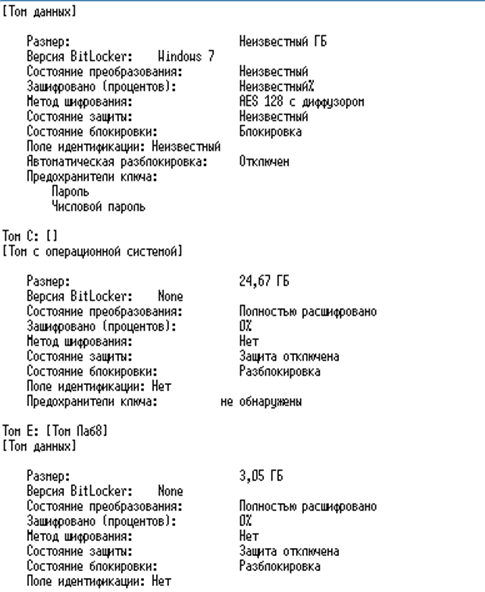 [Том данных]
Размер: Неизвестный ГБ
Версия BitLocker: Windows 7
Состояние преобразования: Неизвестный
Зашифровано (процентов): Неизвестный%
Метод шифрования: AES 128 с диффузором
Состояние защиты: Неизвестный
Состояние блокировки: Блокировка
Поле идентификации: Неизвестный
Автоматическая разблокировка: Отключен
Предохранители ключа:
Пароль
Числовой пароль
Том C: []
[Том с операционной системой]
Размер: 24,67 ГБ
Версия BitLocker: None
Состояние преобразования: Полностью расшифровано
Зашифровано (процентов): 0%
Метод шифрования: Нет
Состояние защиты: Защита отключена
Состояние блокировки: Разблокировка
Поле идентификации: Нет
Предохранители ключа: не обнаружены
Том E: [Том Лаб8]
[Том данных]
Размер: 3,05 ГБ
Версия BitLocker: None
Состояние преобразования: Полностью расшифровано
Зашифровано (процентов): 0%
Метод шифрования: Нет
Состояние защиты: Защита отключена
Состояние блокировки: Разблокировка
Поле идентификации: Нет